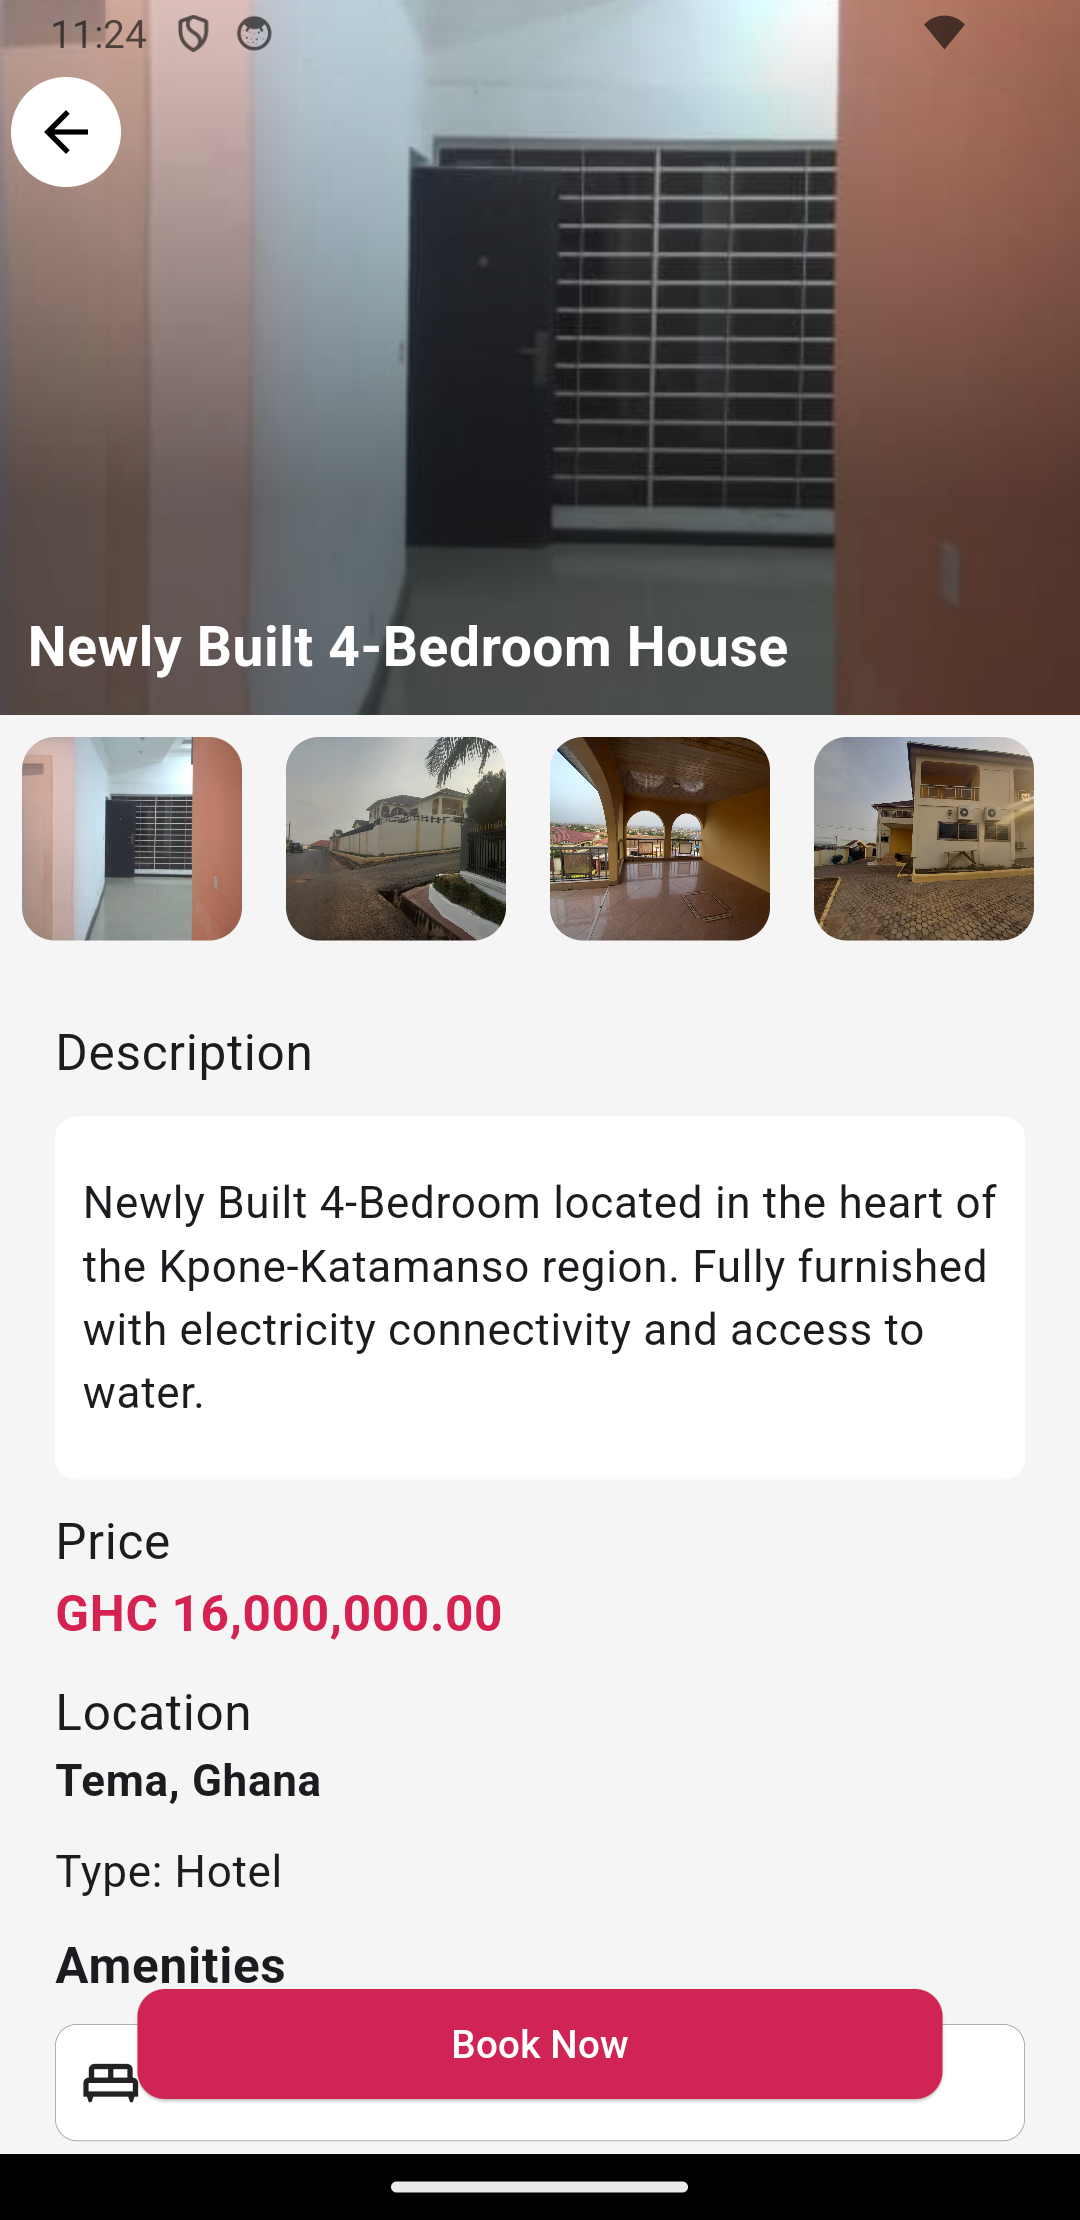 11:24
Newly Built 4-Bedroom House
Description
Newly Built 4-Bedroom located in the heart of
the Kpone-Katamanso region. Fully furnished
with electricity connectivity and access to
water.
Price
GHC 16,000,000.00
Location
Tema, Ghana
Type: Hotel
Amenities
Book Now